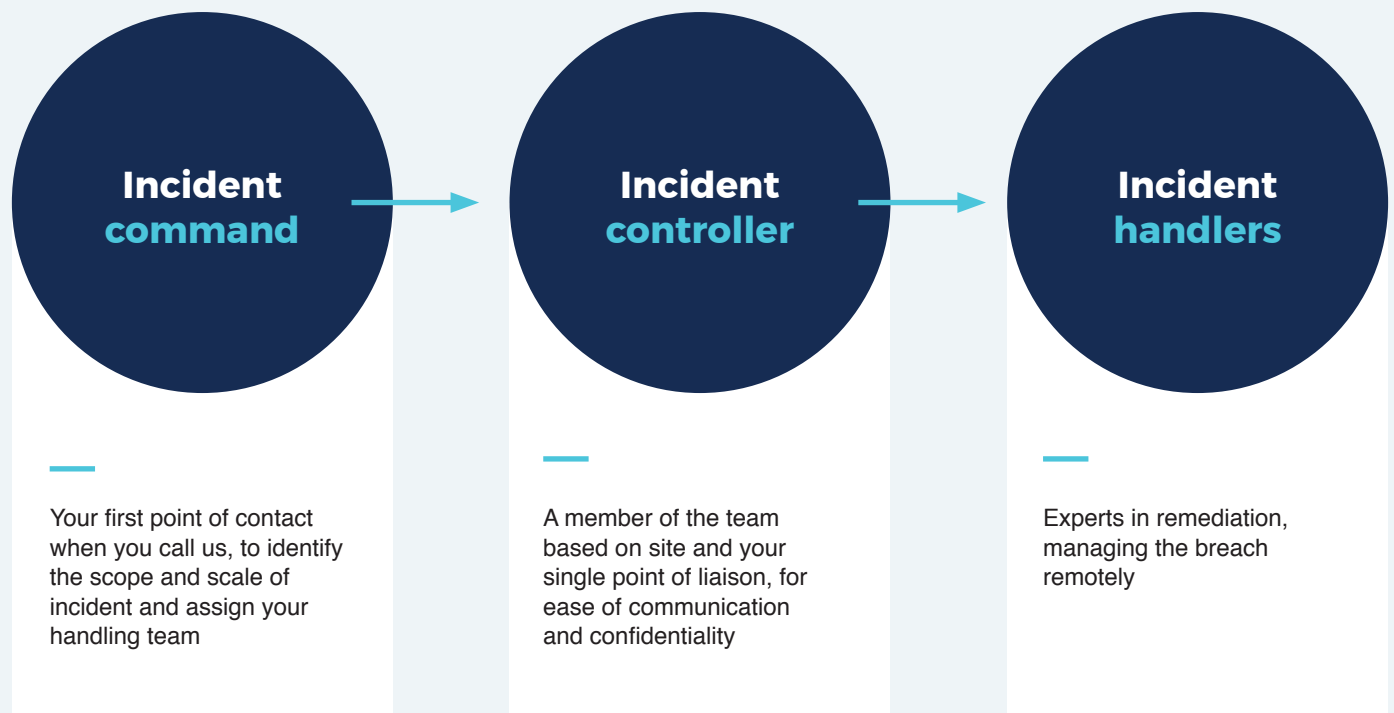 Incident
command
Incident
controller
Incident
handlers
Your first point of contact
when you call us, to identify
the scope and scale of
incident and assign your
handling team
A member of the team
based on site and your
single point of liaison, for
ease of communication
and confidentiality
Experts in remediation,
managing the breach
remotely